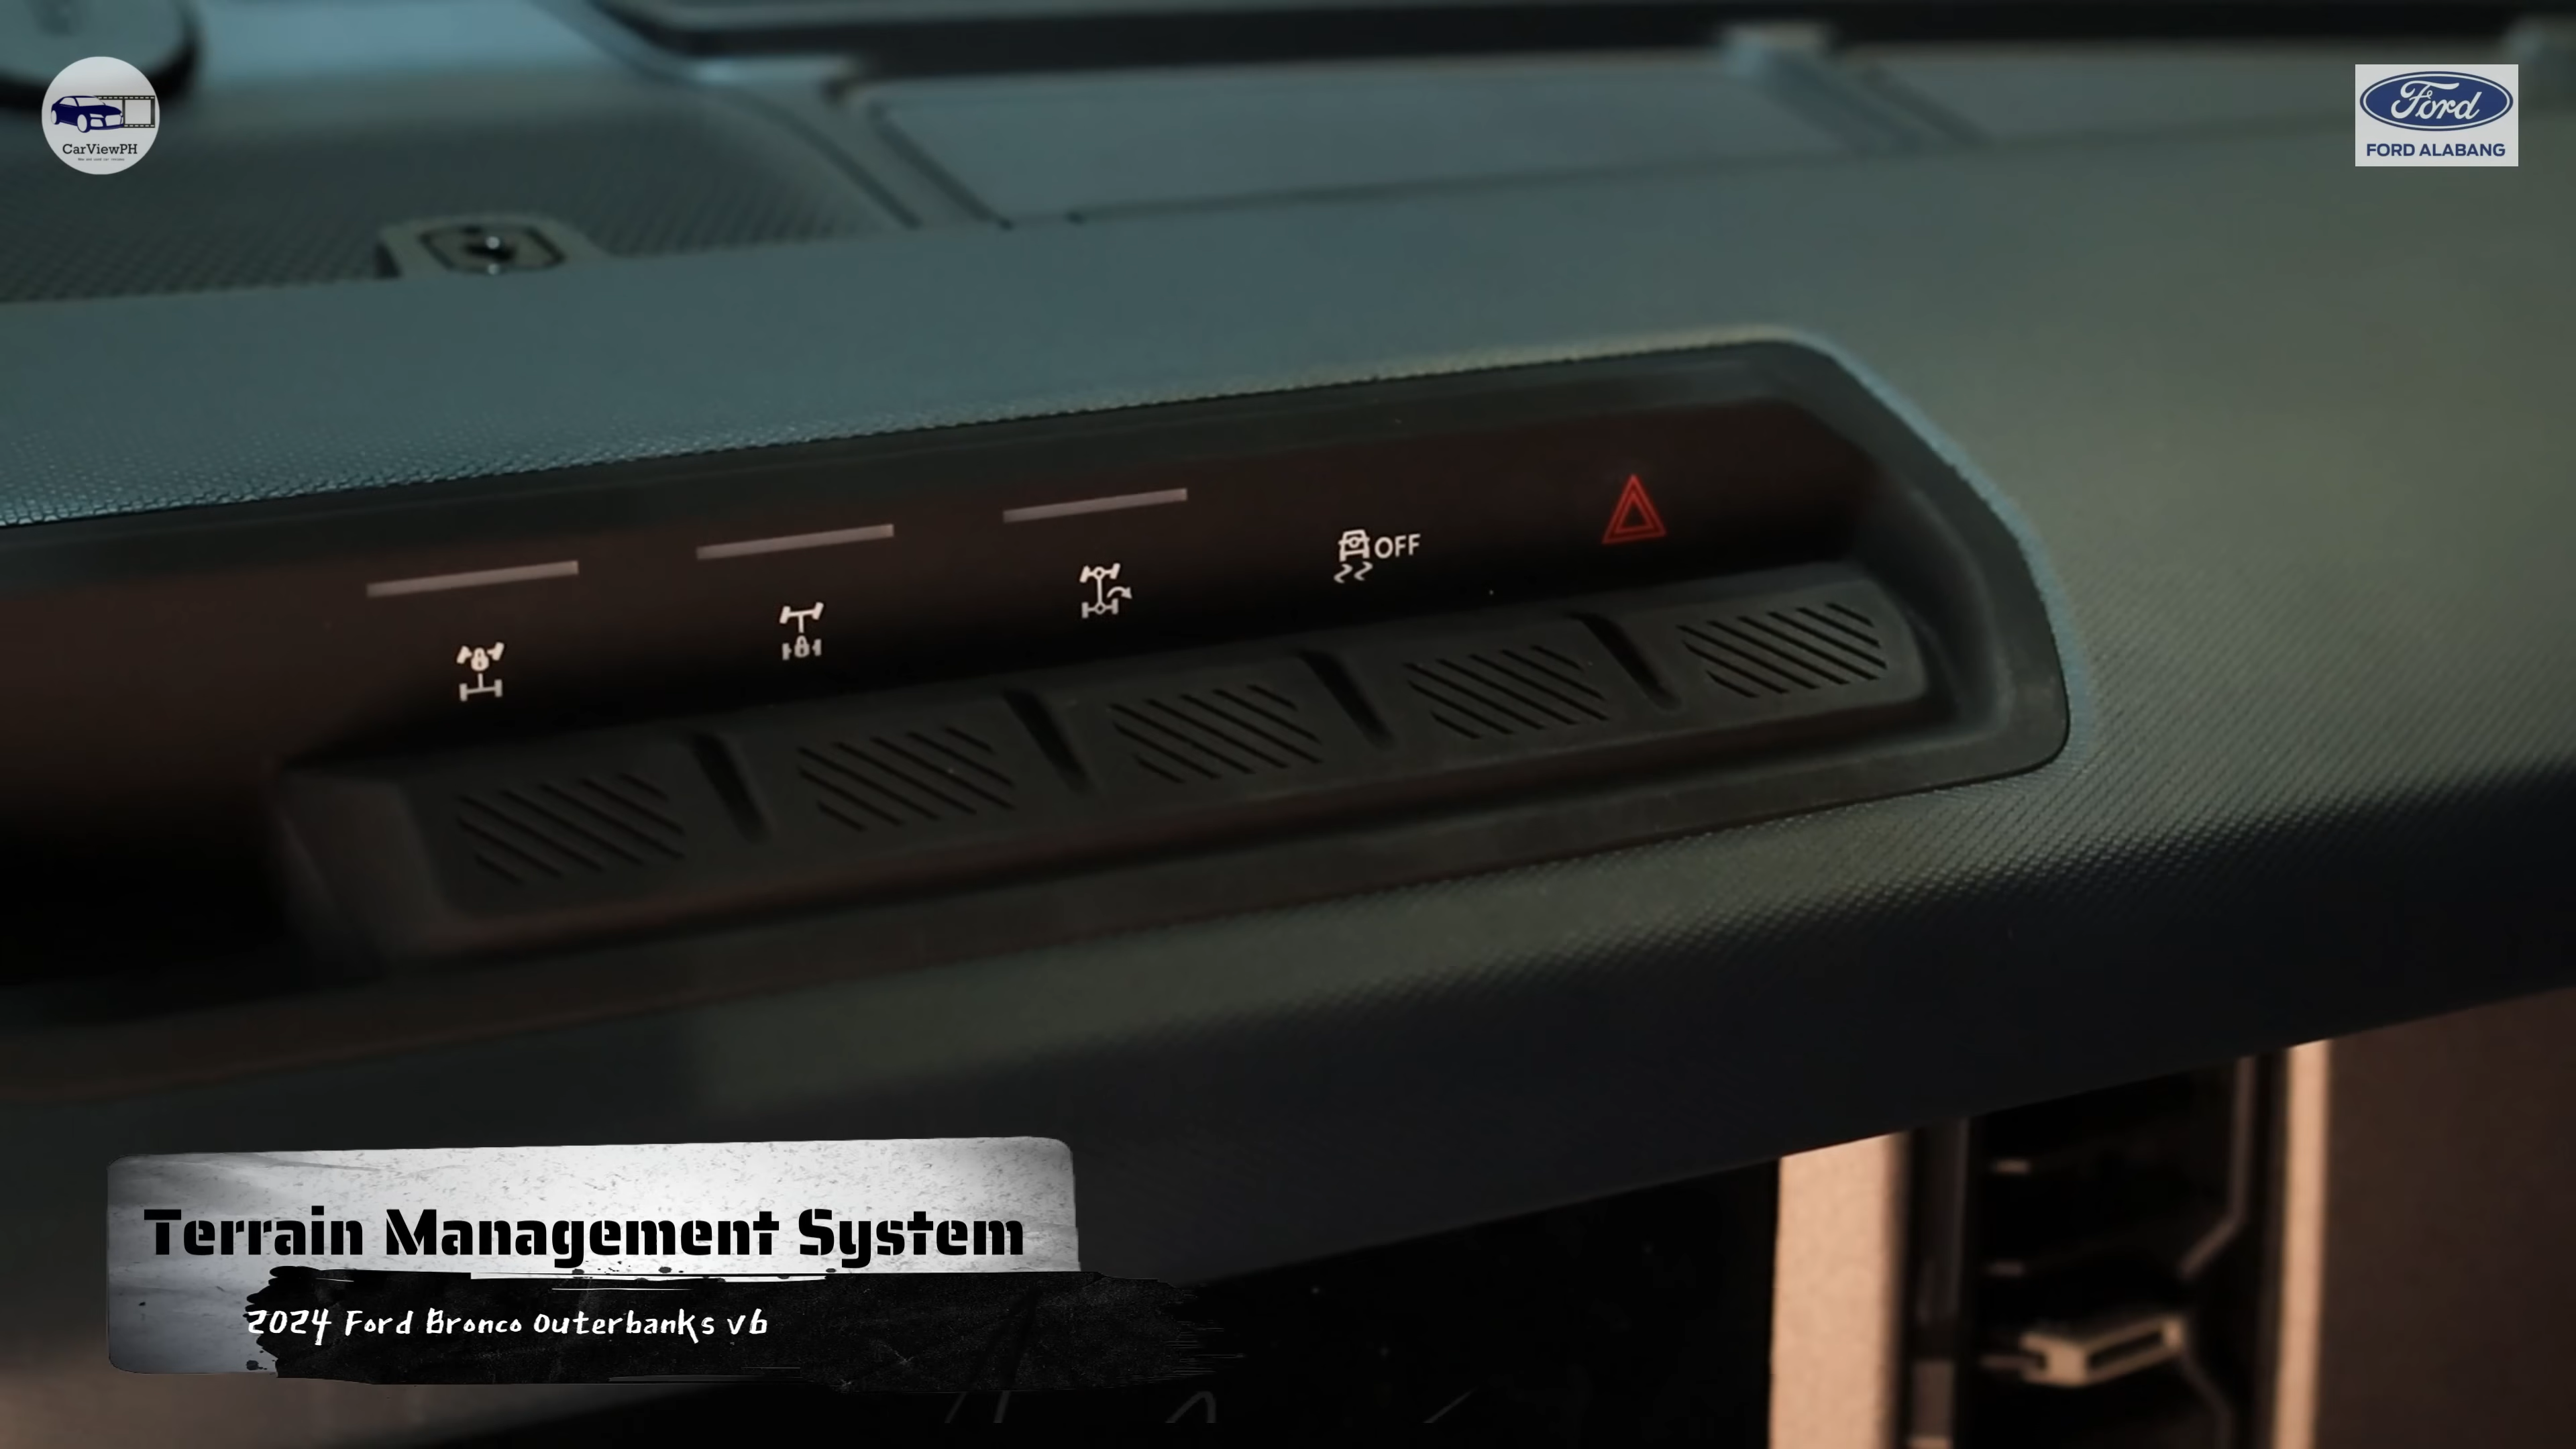 CarViewPH
Ford
FORD ALABANG
OFF
Terrain Management System
2024 Ford Bronco Outerbanks v6